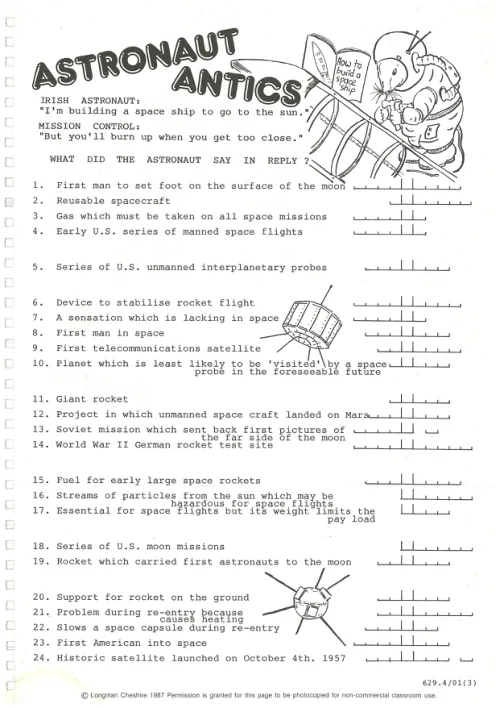 ASTRONAUT
ANTICS
How to
build a
space
ship
IRISH ASTRONAUT:
"I'm building a space ship to go to the sun."
MISSION CONTROL:
"But you'll burn up when you get too close."
WHAT DID THE ASTRONAUT SAY IN REPLY ?
1. First man to set foot on the surface of the moon
2. Reusable spacecraft
3. Gas which must be taken on all space missions
4. Early U.S. series of manned space flights
5. Series of U.S. unmanned interplanetary probes
6. Device to stabilise rocket flight
7. A sensation which is lacking in space
8. First man in space
9. First telecommunications satellite
10. Planet which is least likely to be 'visited' by a space
probe in the foreseeable future
11. Giant rocket
12. Project in which unmanned space craft landed on Mars
13. Soviet mission which sent back first pictures of
the far side of the moon
14. World War II German rocket test site
15. Fuel for early large space rockets
16. Streams of particles from the sun which may be
hazardous for space flights
17. Essential for space flights but its weight limits the
pay load
18. Series of U.S. moon missions
19. Rocket which carried first astronauts to the moon
20. Support for rocket on the ground
21. Problem during re-entry because
causes heating
22. Slows a space capsule during re-entry
23. First American into space
24. Historic satellite launched on October 4th. 1957
629.4/01(3)
© Longman Cheshire 1987 Permission is granted for this page to be photocopied for non-commercial classroom use.